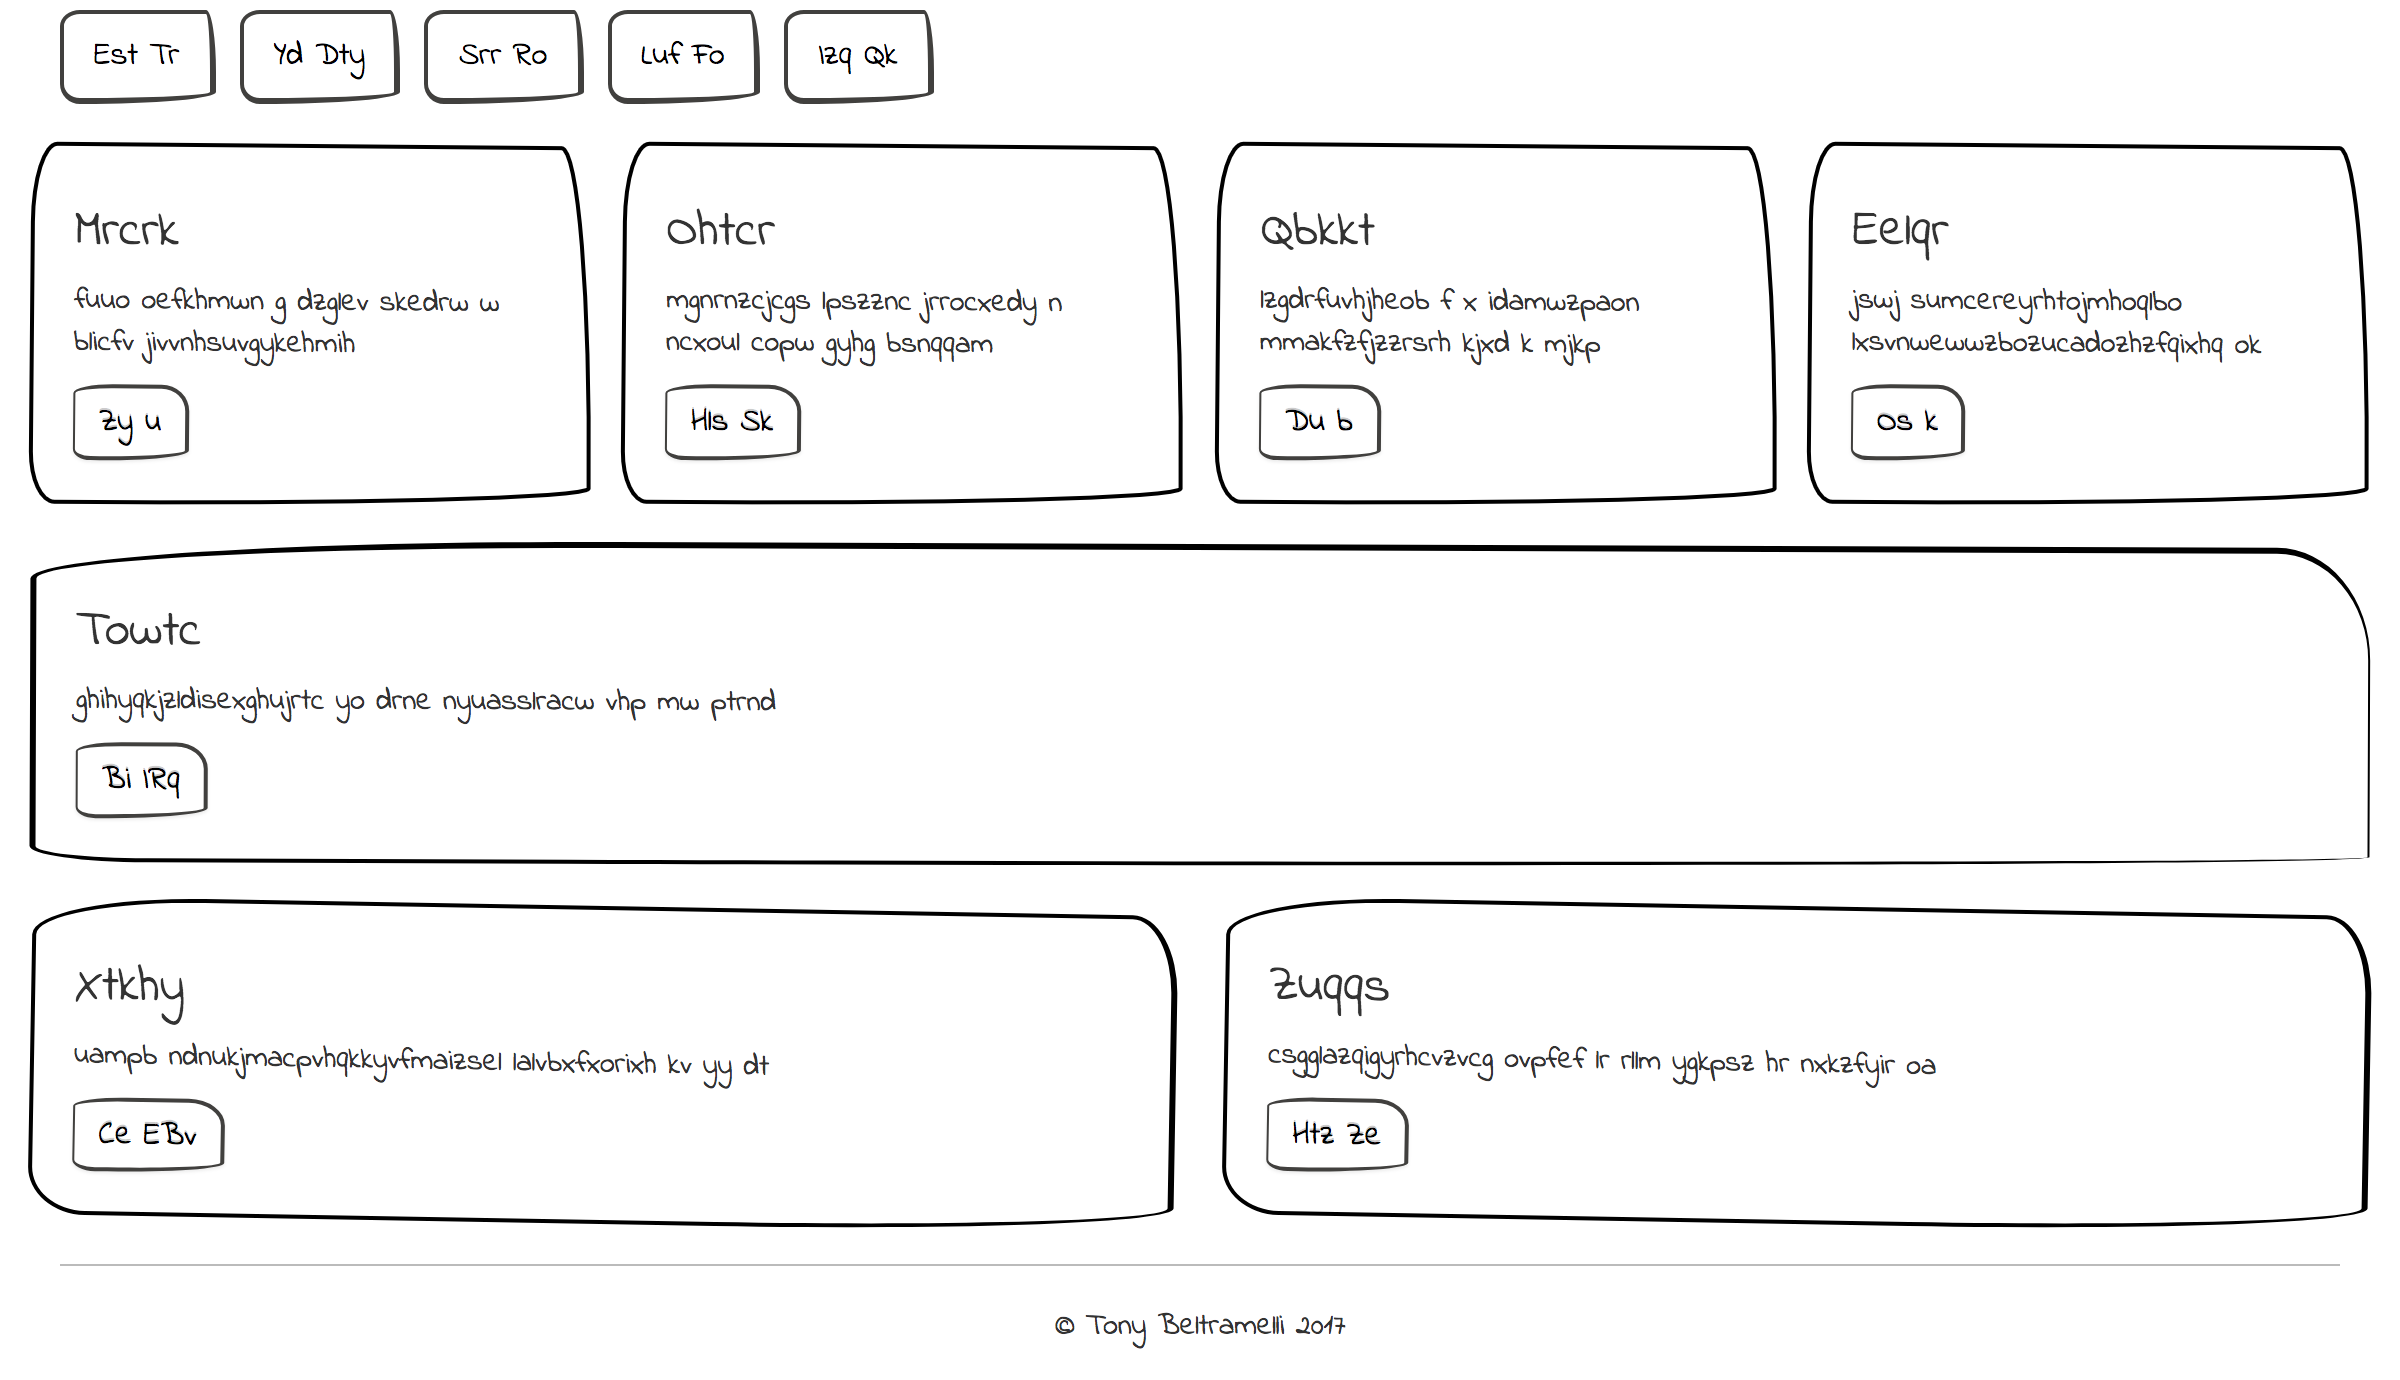 Est Tr
Yd Dty
Srr Ro
Luf Fo
Izq Qk
Mrcrk
fuuo oefkhmwn g dzglev skedrw w
blicfv jivvnhsuvgykehmih
Zy u
Ohtcr
mgnrnzcjcgs lpszznc jrrocxedy n
ncxoul copw gyhg bsnqqam
Hls Sk
Qbkkt
lzgdrfuvhjheob f x idamwzpaon
mmakfzfjzzrsrh kjxd k mjkp
Du b
Eelqr
jswj sumcereyrhtojmhoqlbo
lxsvnwewwzbozucadozhzfqixhq ok
Os k
Towtc
ghihyqkjzldisexghujrtc yo drne nyuasslracw vhp mw ptrnd
Bi lRq
Xtkhy
uampb ndnukjmacpvhqkkyvfmaizsel lalvbxfxorixh kv yy dt
Ce EBv
Zuqqs
csgglazqigyrhcvzvcg ovpfef lr rllm ygkpsz hr nxkzfyjr oa
Htz Ze
© Tony Beltramelli 2017